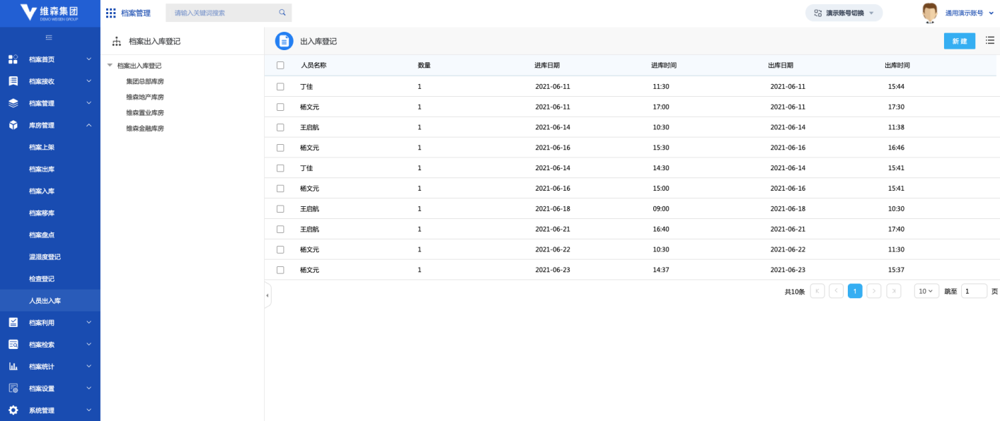 维森集团
DEMO WEISEN GROUP
档案管理
请输入关键词搜索
演示账号切换
通用演示账号
档案首页
档案接收
档案管理
库房管理
档案上架
档案出库
档案入库
档案移库
档案盘点
温湿度登记
检查登记
人员出入库
档案利用
档案检索
档案统计
档案设置
系统管理
档案出入库登记
档案出入库登记
集团总部库房
维森地产库房
维森置业库房
维森金融库房
出入库登记
新建
人员名称 数量 进库日期 进库时间 出库日期 出库时间
丁佳 1 2021-06-11 11:30 2021-06-11 15:44
杨文元 1 2021-06-11 17:00 2021-06-11 17:30
王启航 1 2021-06-14 10:30 2021-06-14 11:38
杨文元 1 2021-06-16 15:30 2021-06-16 16:46
丁佳 1 2021-06-14 14:30 2021-06-14 15:41
杨文元 1 2021-06-16 15:00 2021-06-16 15:41
王启航 1 2021-06-18 09:00 2021-06-18 10:30
王启航 1 2021-06-21 16:40 2021-06-21 17:40
杨文元 1 2021-06-22 10:30 2021-06-22 11:30
杨文元 1 2021-06-23 14:37 2021-06-23 15:37
共10条 1 10 跳至 1 页